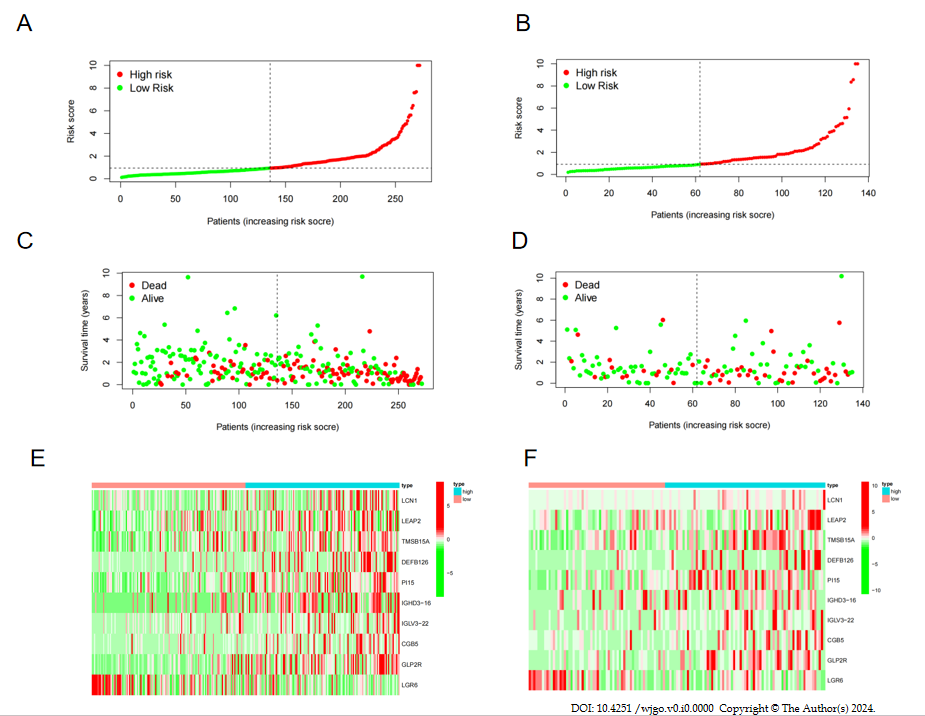 A
B
10
8
6
4
2
0
Risk score
High risk
Low Risk
0 50 100 150 200 250
Patients (increasing risk socre)
10
8
6
4
2
0
Risk score
High risk
Low Risk
0 20 40 60 80 100 120 140
Patients (increasing risk socre)
C
D
10
8
6
4
2
0
Survival time (years)
Dead
Alive
0 50 100 150 200 250
Patients (increasing risk socre)
10
8
6
4
2
0
Survival time (years)
Dead
Alive
0 20 40 60 80 100 120 140
Patients (increasing risk socre)
E
F
type
LCN1
LEAP2
TMSB15A
DEFB126
PI15
IGHD3−16
IGLV3−22
CGB5
GLP2R
LGR6
5
0
−5
type
high
low
type
LCN1
LEAP2
TMSB15A
DEFB126
PI15
IGHD3−16
IGLV3−22
CGB5
GLP2R
LGR6
10
5
0
−5
−10
type
high
low
DOI: 10.4251/wjgo.v0.i0.0000 Copyright © The Author(s) 2024.